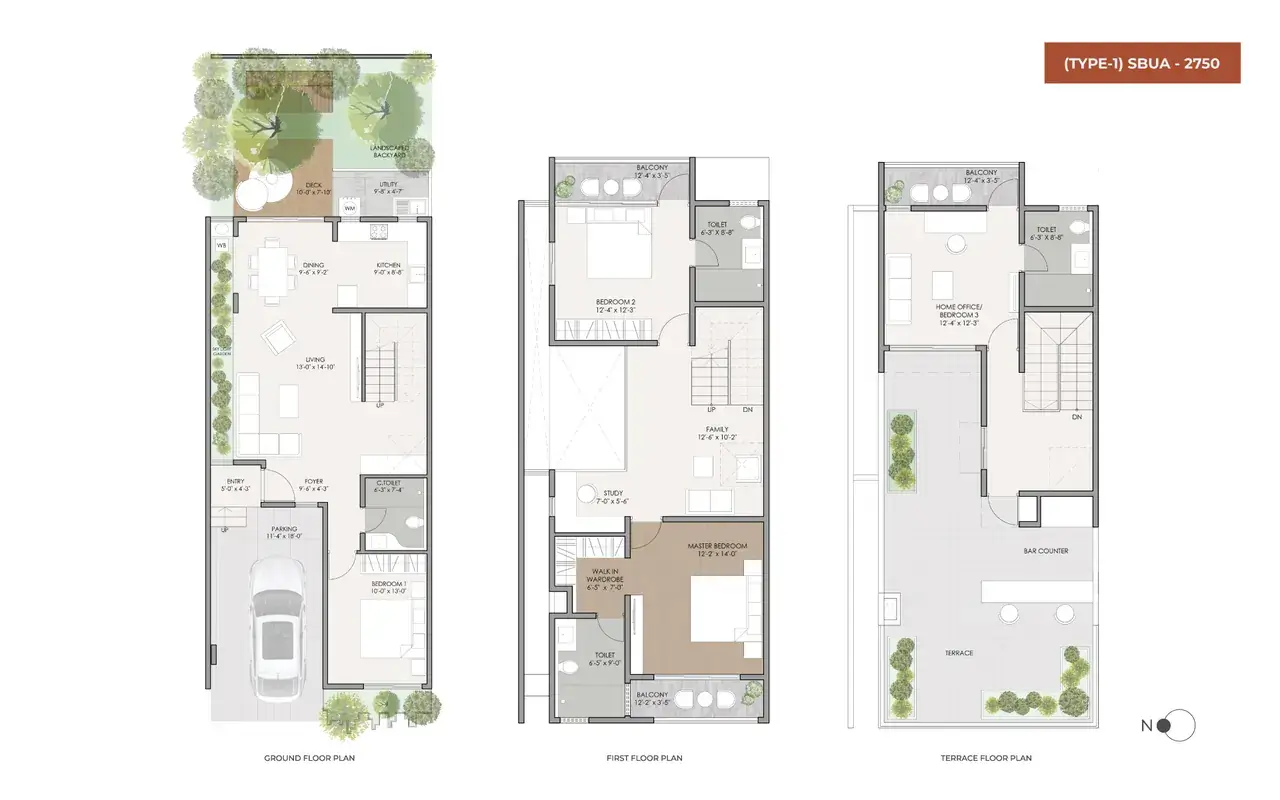 (TYPE-1) SBUA - 2750
LANDSCAPED
BACKYARD
DECK
10'-0" x 7'-10"
UTILITY
9'-8" x 4'-7"
WM
WB
DINING
9'-6" x 9'-2"
KITCHEN
9'-0" x 8'-8"
SKY LIGHT
GARDEN
LIVING
13'-0" x 14'-10"
UP
ENTRY
5'-0" x 4'-3"
FOYER
9'-6" x 4'-3"
C.TOILET
6'-3" x 7'-4"
UP
PARKING
11'-4" x 18'-0"
BEDROOM 1
10'-0" x 13'-0"
GROUND FLOOR PLAN
BALCONY
12'-4" x 3'-5"
TOILET
6'-3" X 8'-8"
BEDROOM 2
12'-4" x 12'-3"
UP
DN
FAMILY
12'-6" x 10'-2"
STUDY
7'-0" x 5'-6"
MASTER BEDROOM
12'-2" x 14'-0"
WALK IN
WARDROBE
6'-5" x 7'-0"
TOILET
6'-5" x 9'-0"
BALCONY
12'-2" x 3'-5"
FIRST FLOOR PLAN
BALCONY
12'-4" x 3'-5"
TOILET
6'-3" X 8'-8"
HOME OFFICE/
BEDROOM 3
12'-4" x 12'-3"
DN
BAR COUNTER
TERRACE
TERRACE FLOOR PLAN
N